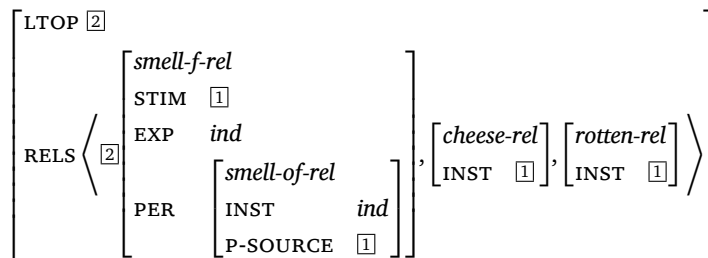 LTOP 2
smell-f-rel
STIM 1
EXP ind
smell-of-rel
PER INST ind
P-SOURCE 1
RELS ⟨ 2 , cheese-rel , rotten-rel ⟩
INST 1 INST 1